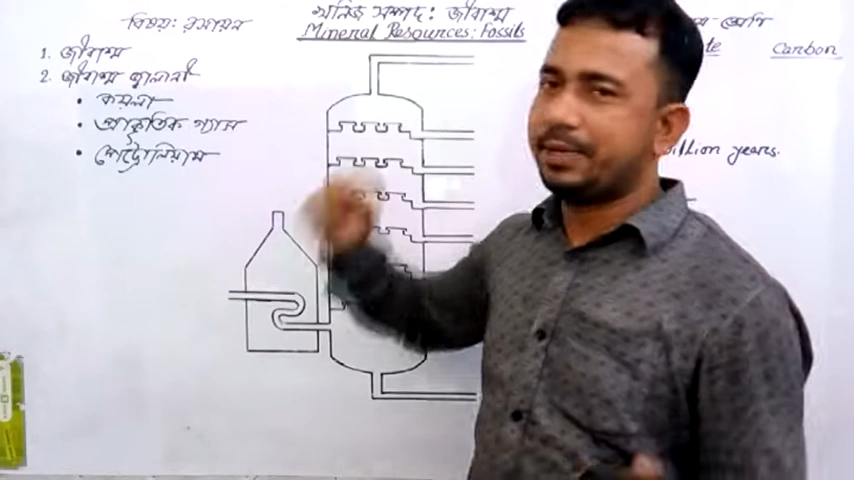 বিষয়: রসায়ন
খনিজ সম্পদ: জীবাশ্ম
Mineral Resources: Fossils
শ্রেণি
1. জীবাশ্ম
2. জীবাশ্ম জ্বালানী
Carbon
• কয়লা
• প্রাকৃতিক গ্যাস
• পেট্রোলিয়াম
years.